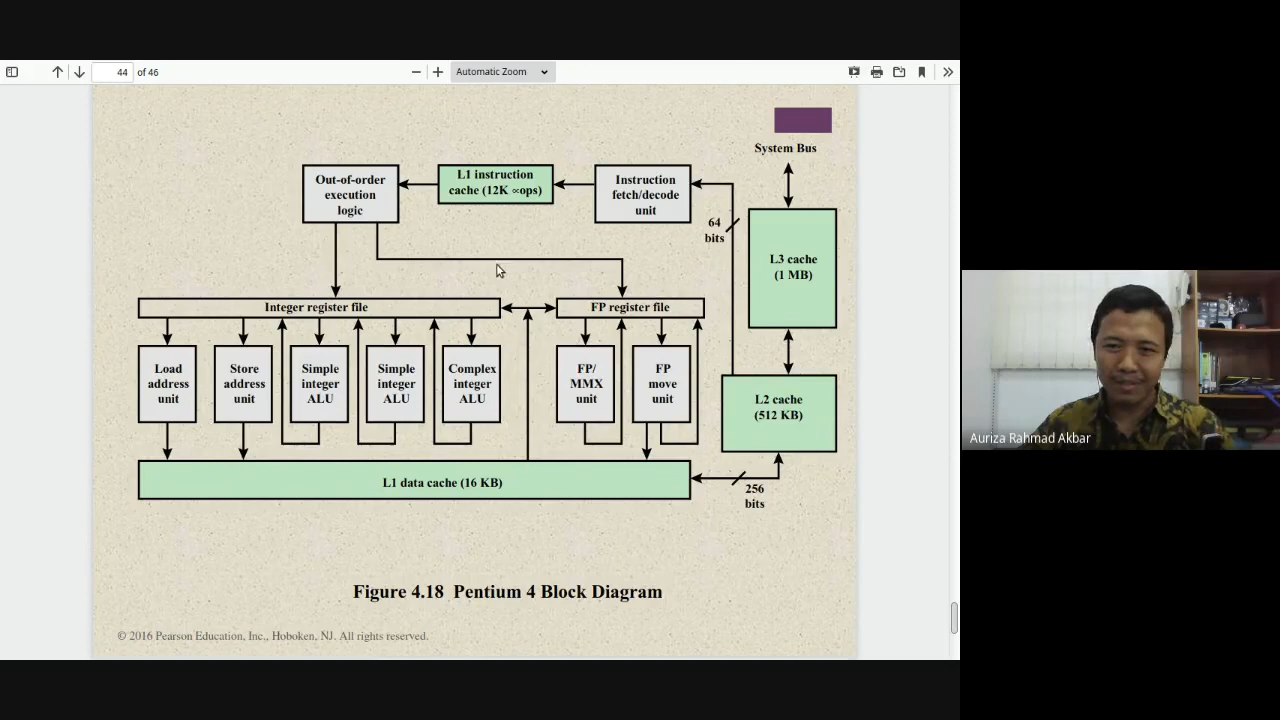 44 of 46
Automatic Zoom
System Bus
Out-of-order
execution
logic
L1 instruction
cache (12K ∞ops)
Instruction
fetch/decode
unit
64
bits
L3 cache
(1 MB)
Integer register file
FP register file
Load
address
unit
Store
address
unit
Simple
integer
ALU
Simple
integer
ALU
Complex
integer
ALU
FP/
MMX
unit
FP
move
unit
L2 cache
(512 KB)
L1 data cache (16 KB)
256
bits
Figure 4.18 Pentium 4 Block Diagram
© 2016 Pearson Education, Inc., Hoboken, NJ. All rights reserved.
Auriza Rahmad Akbar